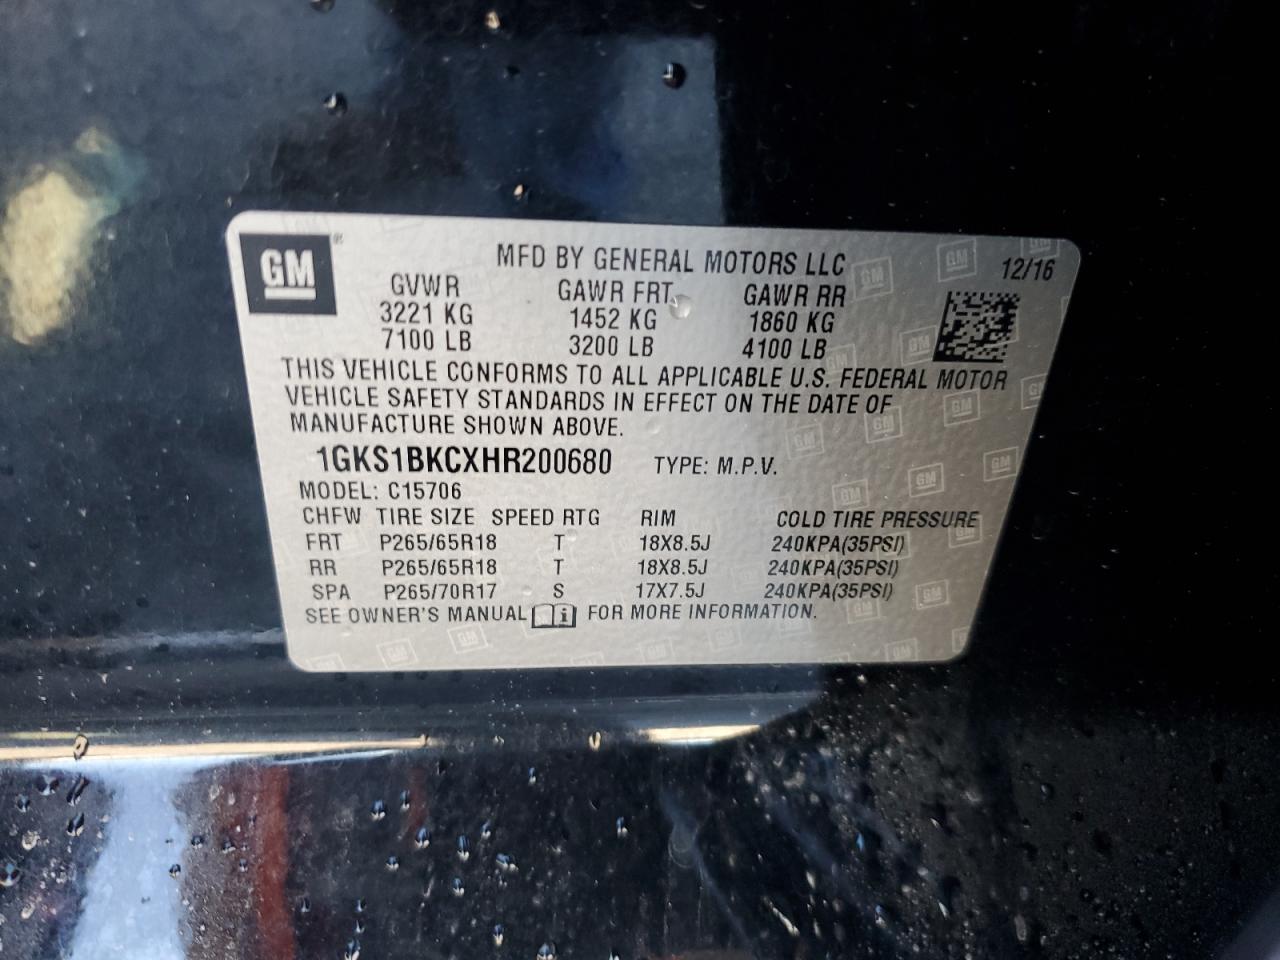 GM®
MFD BY GENERAL MOTORS LLC
12/16
GVWR GAWR FRT GAWR RR
3221 KG 1452 KG 1860 KG
7100 LB 3200 LB 4100 LB
THIS VEHICLE CONFORMS TO ALL APPLICABLE U.S. FEDERAL MOTOR
VEHICLE SAFETY STANDARDS IN EFFECT ON THE DATE OF
MANUFACTURE SHOWN ABOVE.
1GKS1BKCXHR200680 TYPE: M.P.V.
MODEL: C15706
CHFW TIRE SIZE SPEED RTG RIM COLD TIRE PRESSURE
FRT P265/65R18 T 18X8.5J 240KPA(35PSI)
RR P265/65R18 T 18X8.5J 240KPA(35PSI)
SPA P265/70R17 S 17X7.5J 240KPA(35PSI)
SEE OWNER'S MANUAL i FOR MORE INFORMATION.